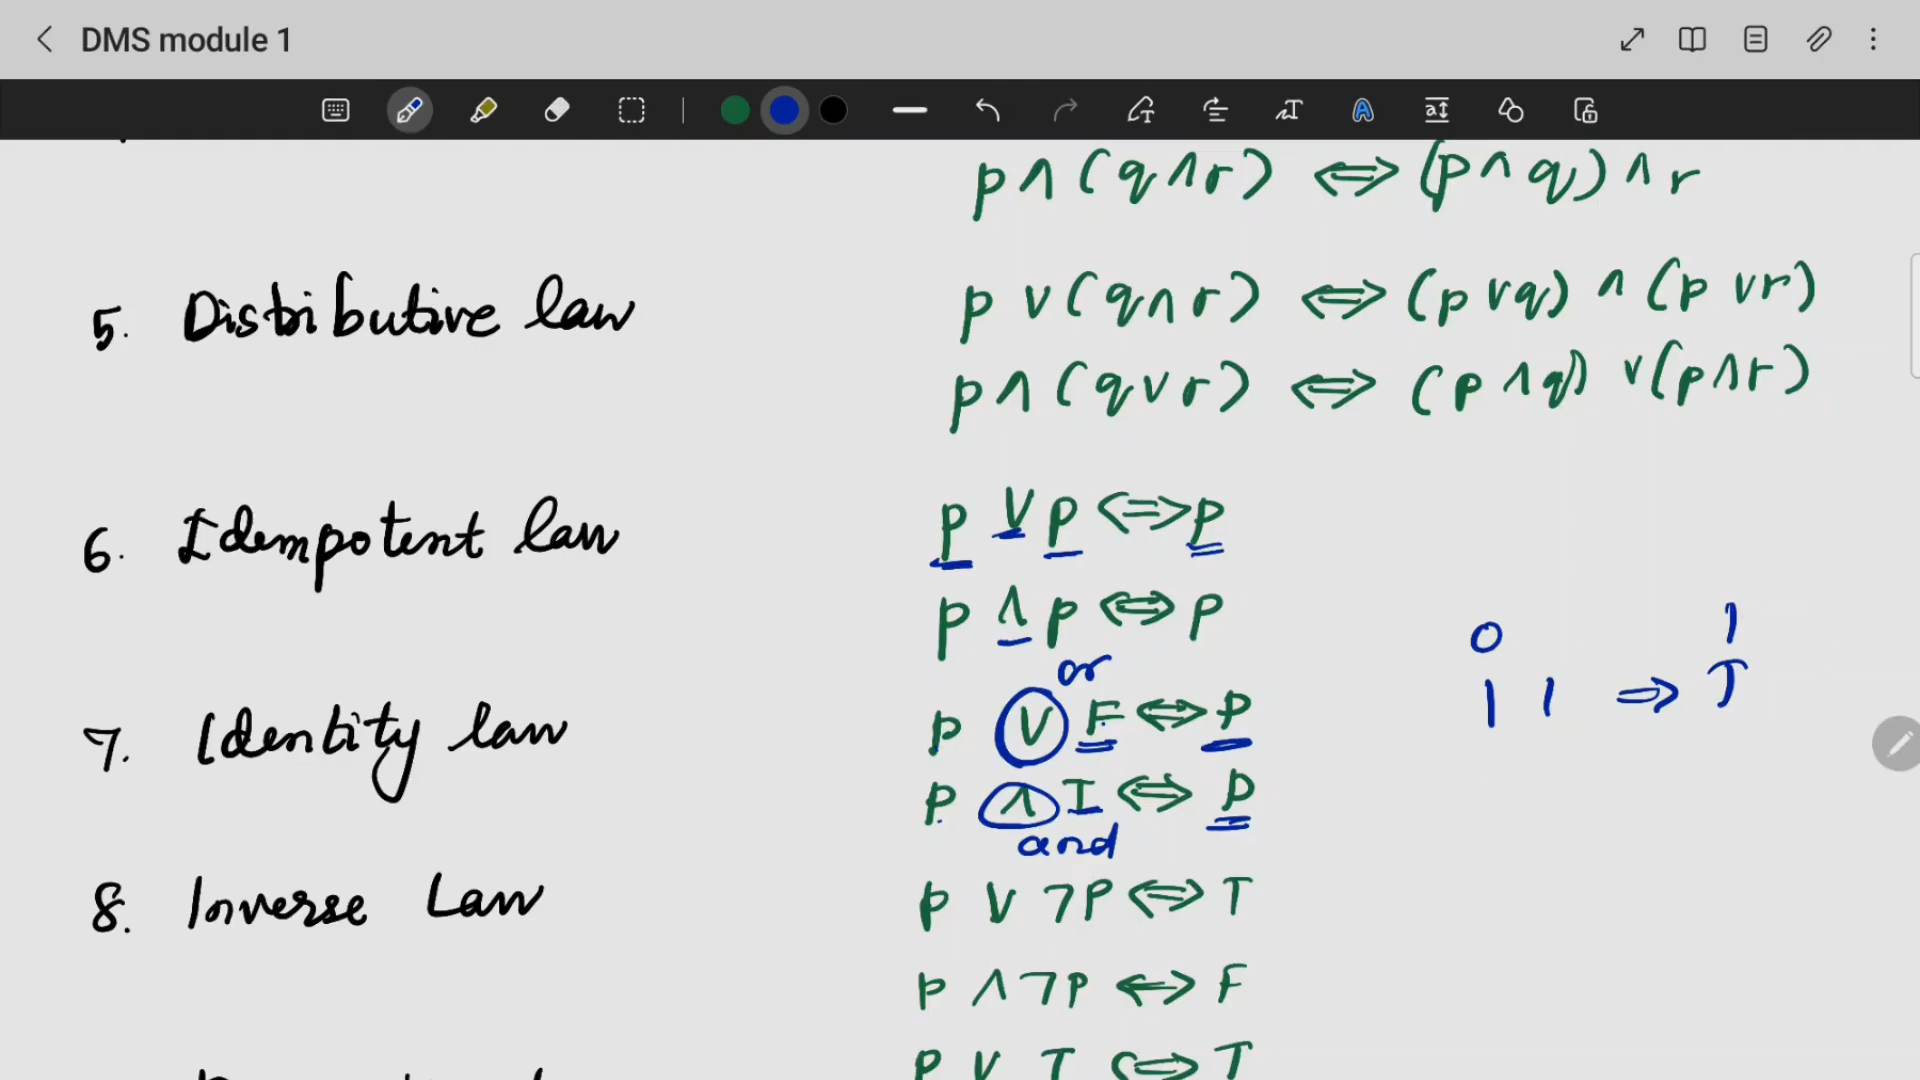 DMS module 1
p ∧ (q ∧ r) ⇔ (p ∧ q) ∧ r
5. Distributive law p ∨ (q ∧ r) ⇔ (p ∨ q) ∧ (p ∨ r)
p ∧ (q ∨ r) ⇔ (p ∧ q) ∨ (p ∧ r)
6. Idempotent law p ∨ p ⇔ p
p ∧ p ⇔ p
or
0 1
7. Identity law p ∨ F ⇔ P
1 1 ⇒ T
p ∧ I ⇔ p
and
8. Inverse Law p ∨ ¬P ⇔ T
p ∧ ¬P ⇔ F
P ∨ T ⇔ T